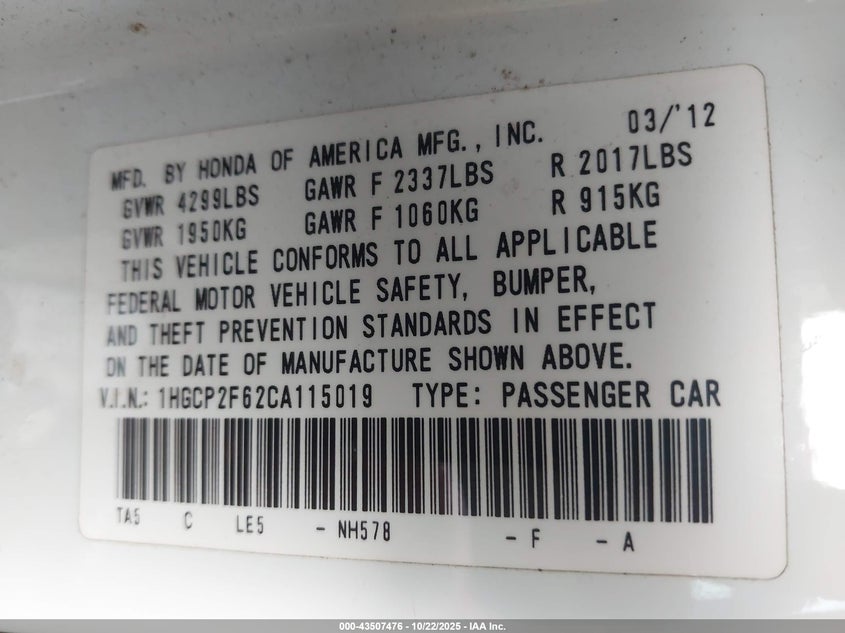 MFD. BY HONDA OF AMERICA MFG., INC. 03/'12
GVWR 4299LBS GAWR F 2337LBS R 2017LBS
GVWR 1950KG GAWR F 1060KG R 915KG
THIS VEHICLE CONFORMS TO ALL APPLICABLE
FEDERAL MOTOR VEHICLE SAFETY, BUMPER,
AND THEFT PREVENTION STANDARDS IN EFFECT
ON THE DATE OF MANUFACTURE SHOWN ABOVE.
V.I.N.: 1HGCP2F62CA115019 TYPE: PASSENGER CAR
TA5 C LE5 - NH578 - F - A
000-43507476 | 10/22/2025 - IAA Inc.